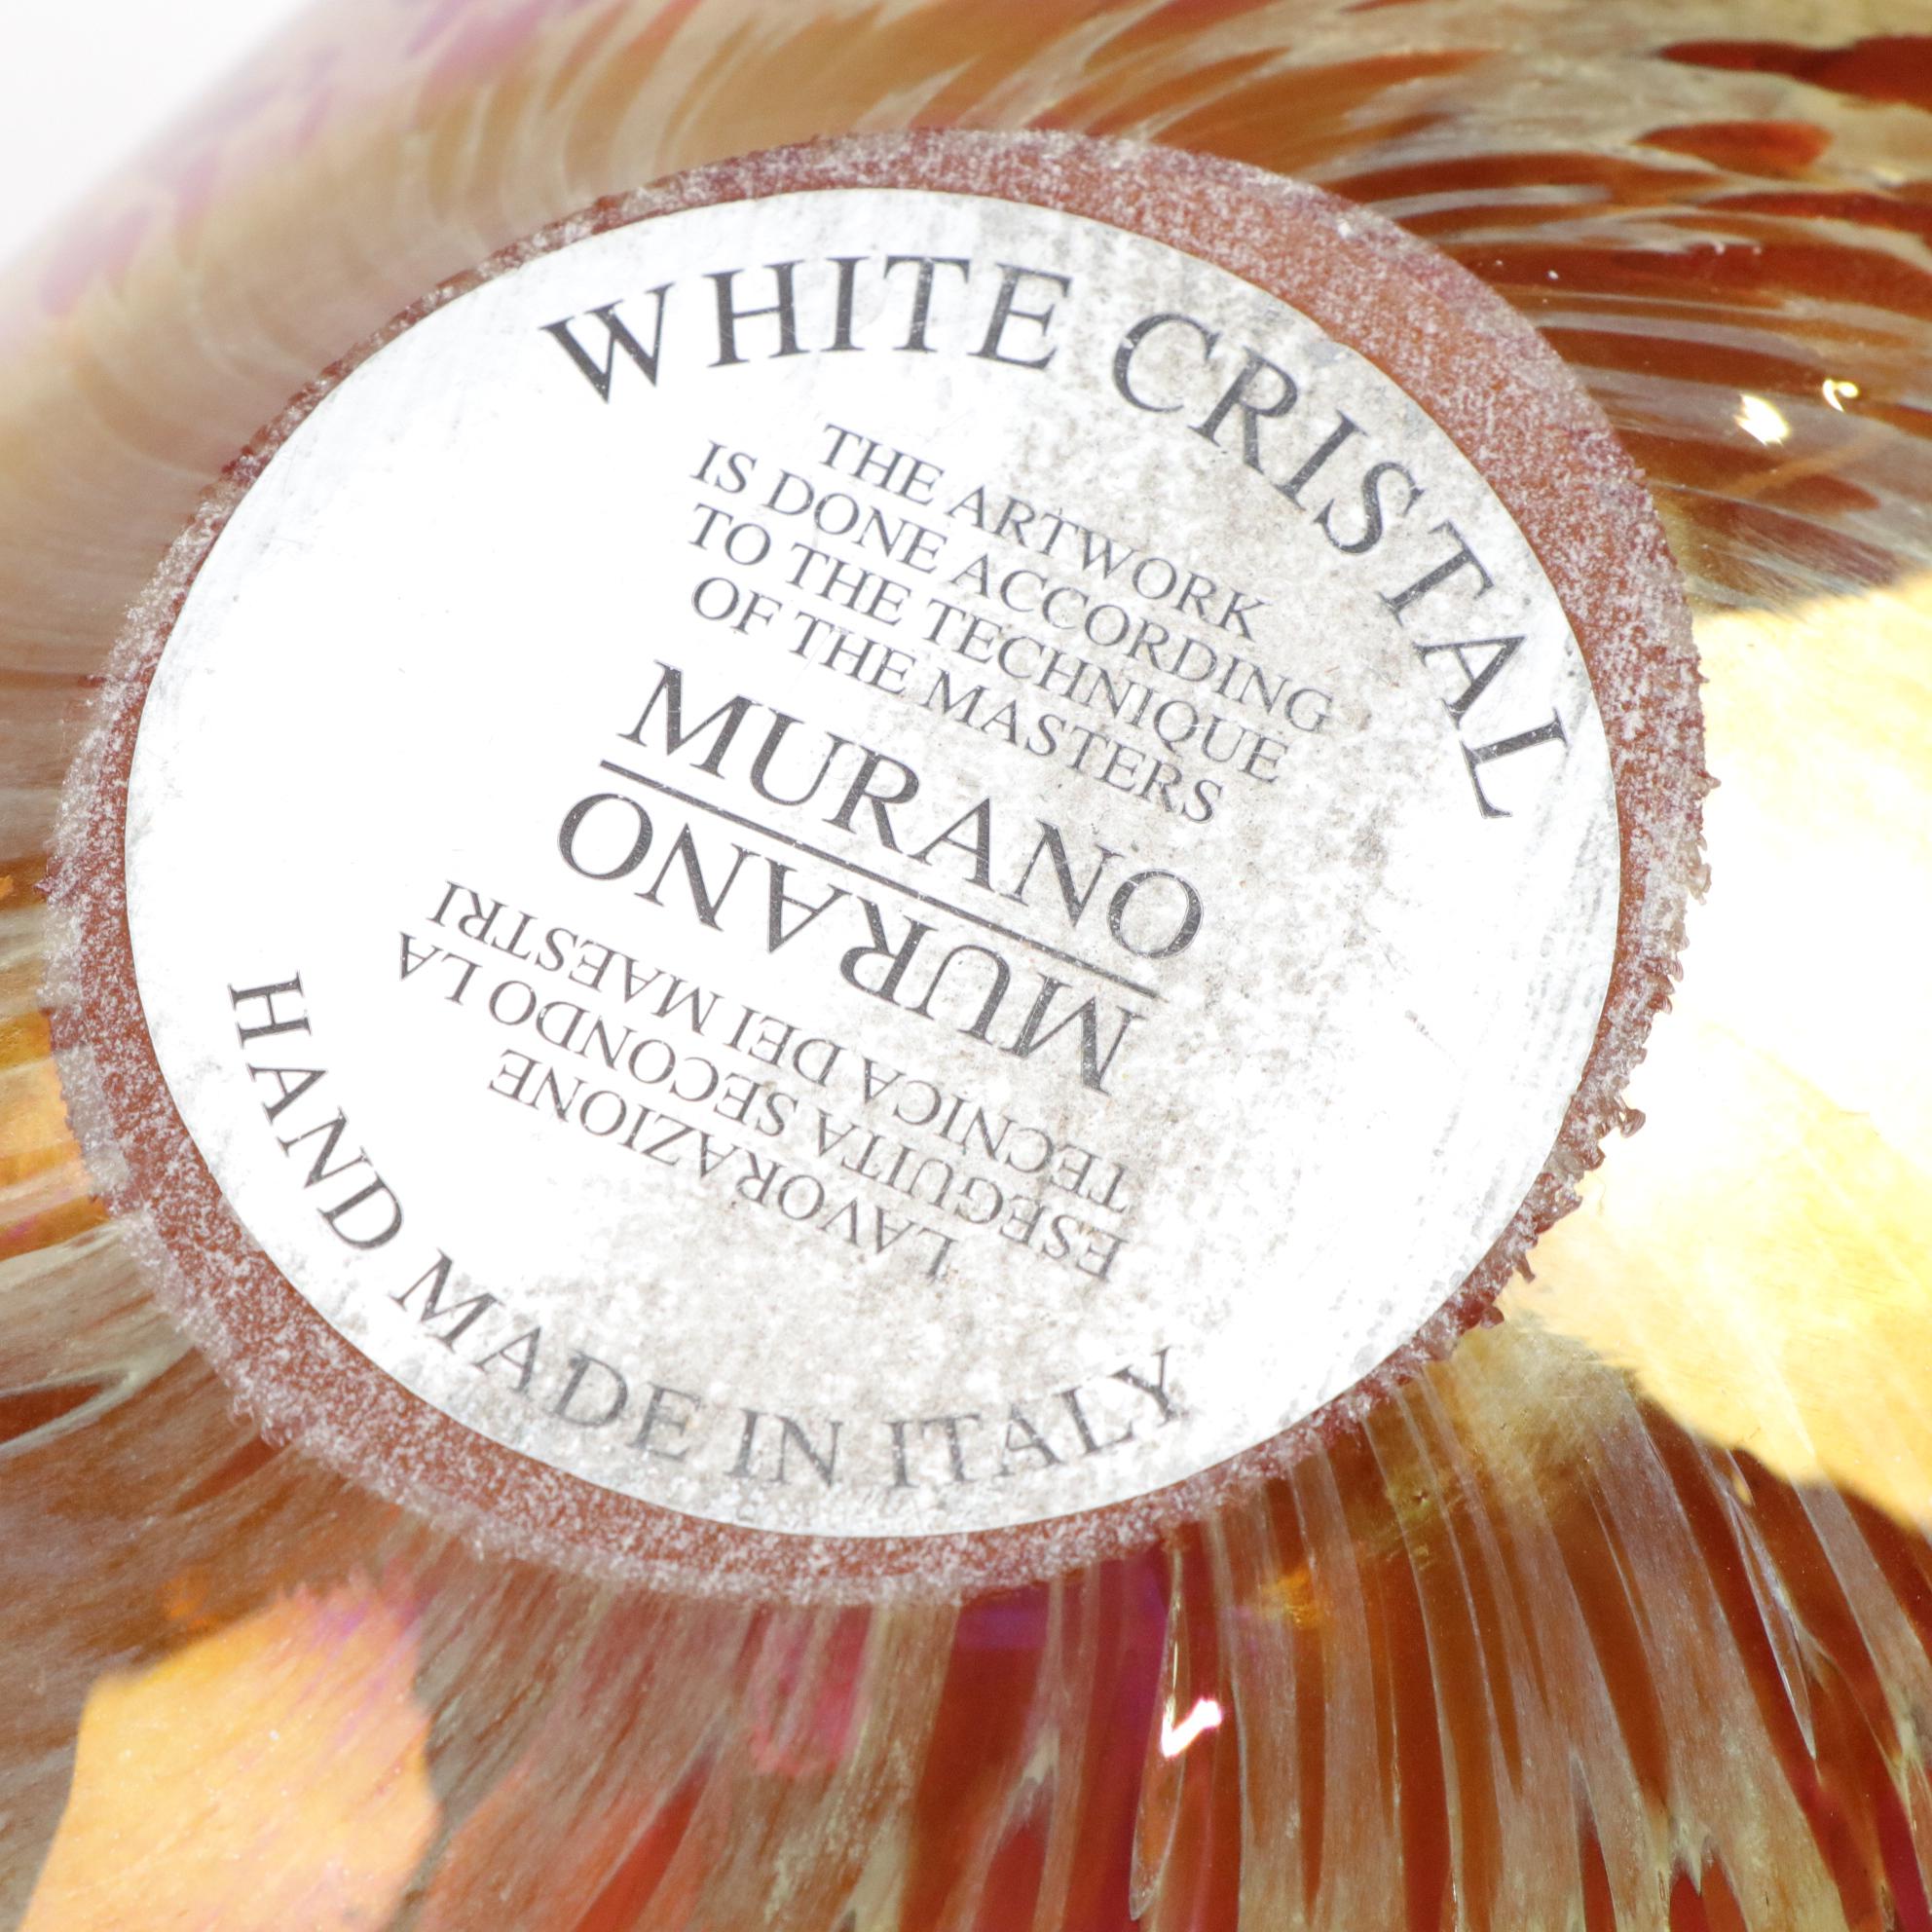 WHITE CRISTAL
THE ARTWORK
IS DONE ACCORDING
TO THE TECHNIQUE
OF THE MASTERS
MURANO
LAVORAZIONE
ESEGUITA SECONDO LA
TECNICA DEI MAESTRI
MURANO
HAND MADE IN ITALY